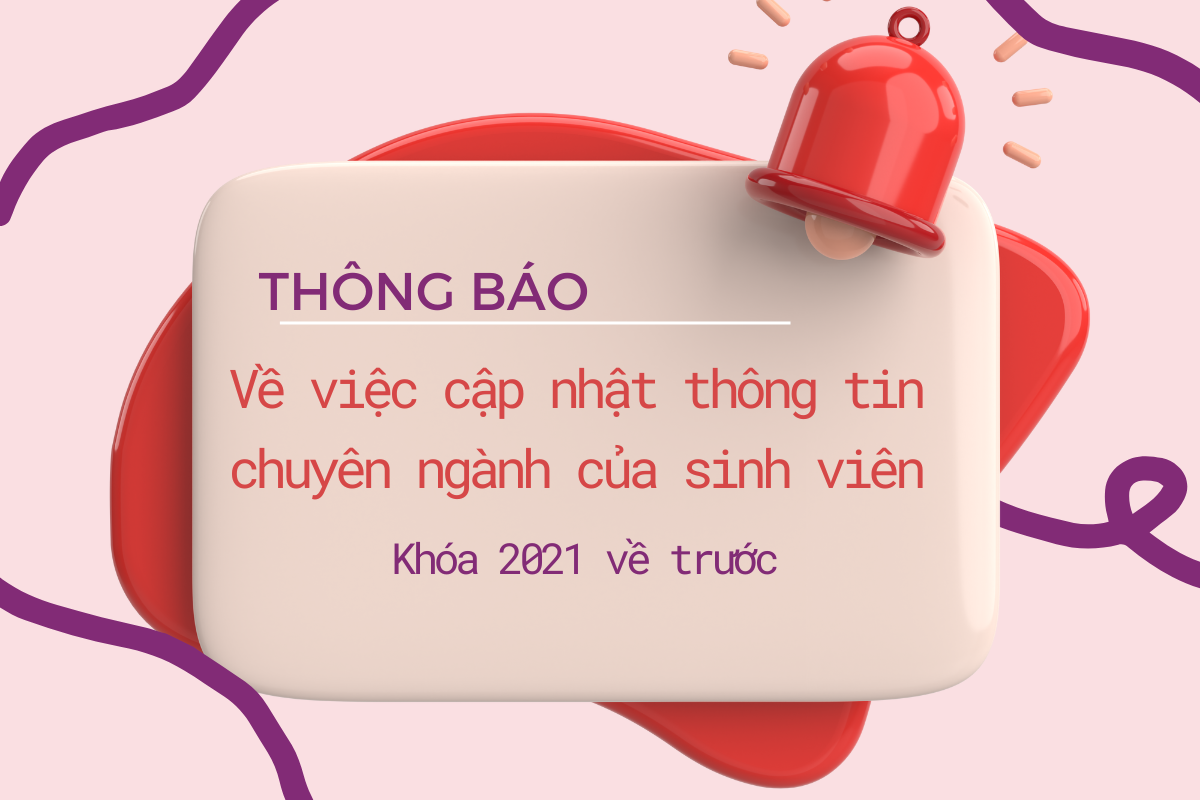 THÔNG BÁO
Về việc cập nhật thông tin
chuyên ngành của sinh viên
Khóa 2021 về trước